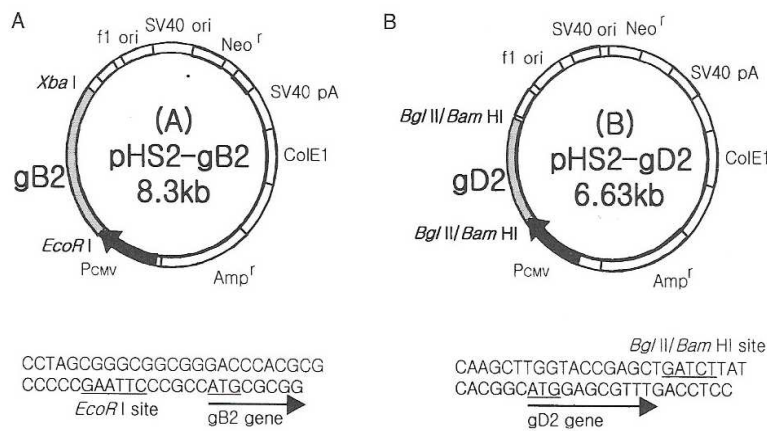 A
SV40 ori
f1 ori
Neo r
Xba I
SV40 pA
(A)
pHS2-gB2
8.3kb
ColE1
gB2
EcoR I
PCMV
Amp r
CCTAGCGGGCGGCGGGACCCACGCG
CCCCCGAATTCCCGCCATGCGCGG
EcoR I site
gB2 gene
B
SV40 ori Neo r
f1 ori
SV40 pA
Bgl II/Bam HI
(B)
pHS2-gD2
6.63kb
ColE1
gD2
Bgl II/Bam HI
PCMV
Amp r
Bgl II/Bam HI site
CAAGCTTGGTACCGAGCTGATCTTAT
CACGGCATGGAGCGTTTGACCTCC
gD2 gene